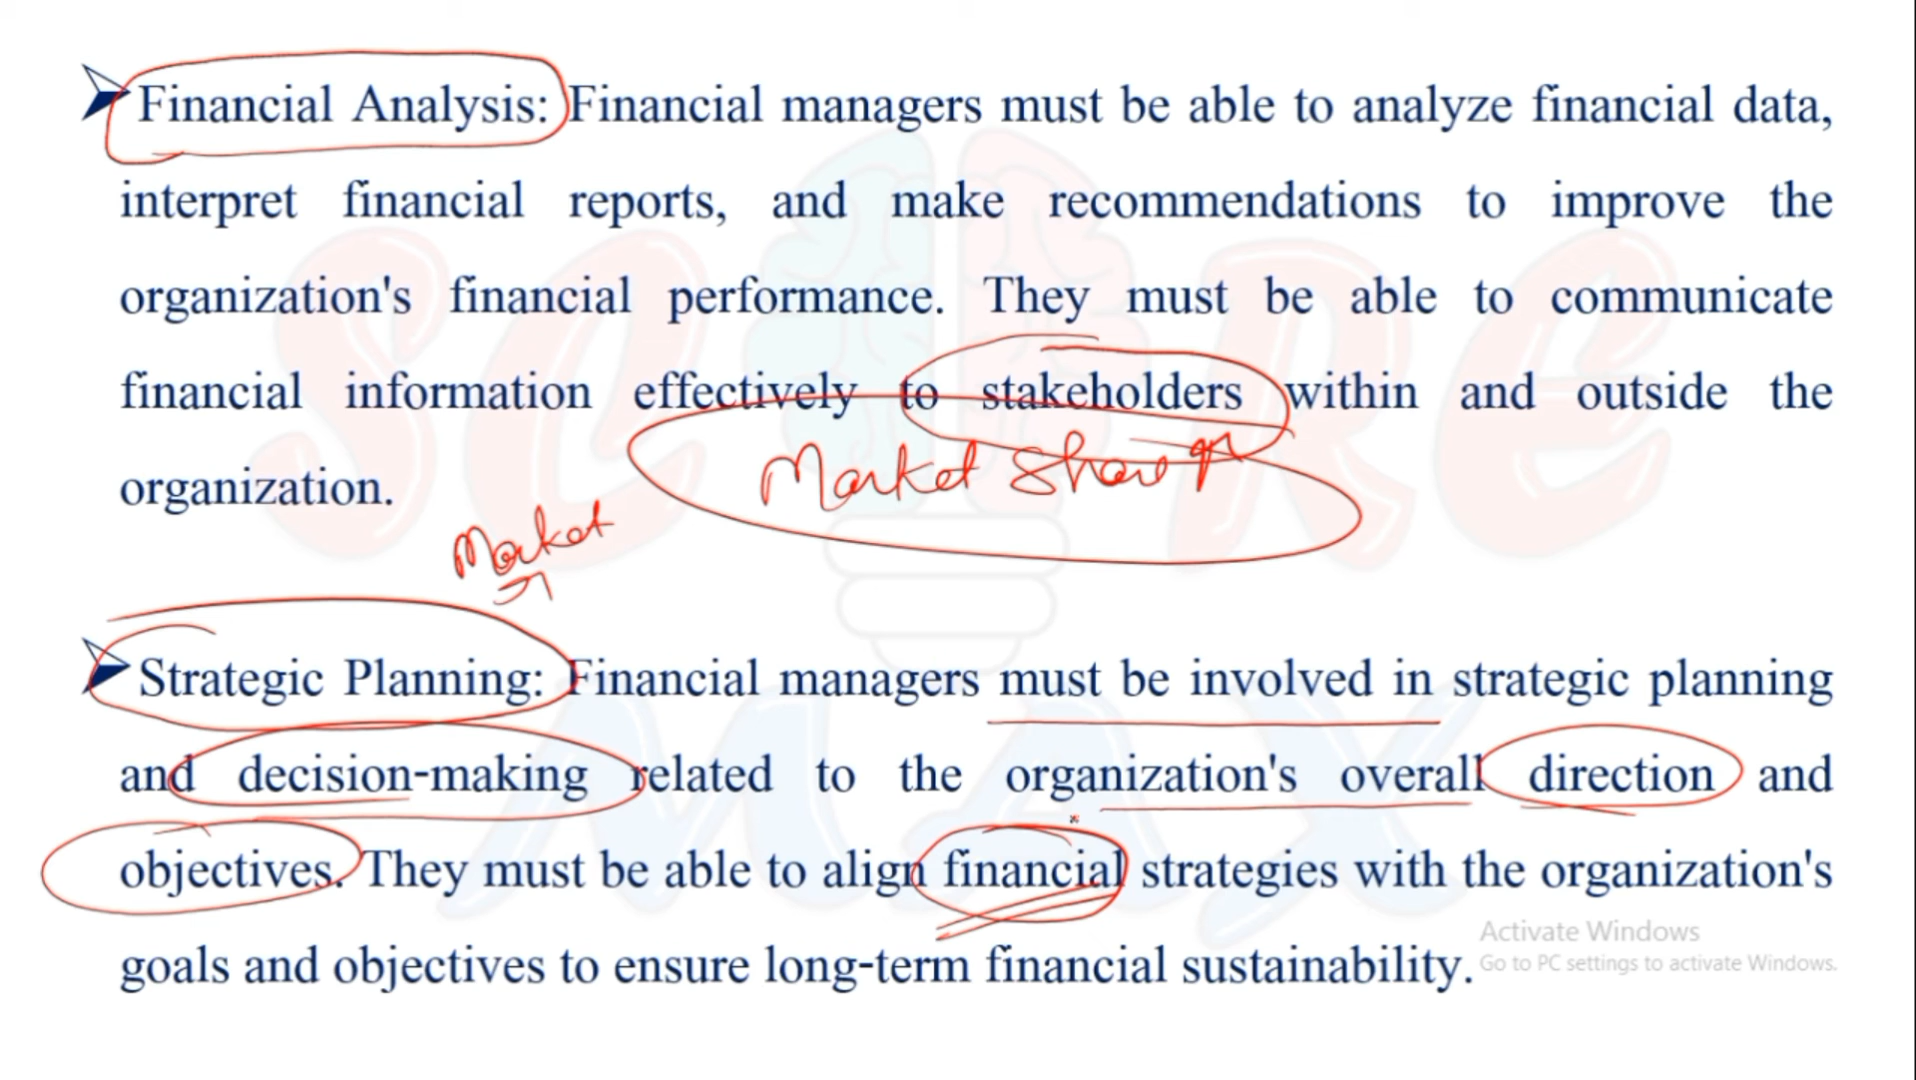 Financial Analysis: Financial managers must be able to analyze financial data,
interpret financial reports, and make recommendations to improve the
organization's financial performance. They must be able to communicate
financial information effectively to stakeholders within and outside the
Market Share
organization.
Market
Strategic Planning: Financial managers must be involved in strategic planning
and decision-making related to the organization's overall direction and
objectives. They must be able to align financial strategies with the organization's
Activate Windows
goals and objectives to ensure long-term financial sustainability.
Go to PC settings to activate Windows.
SCORE
MAX